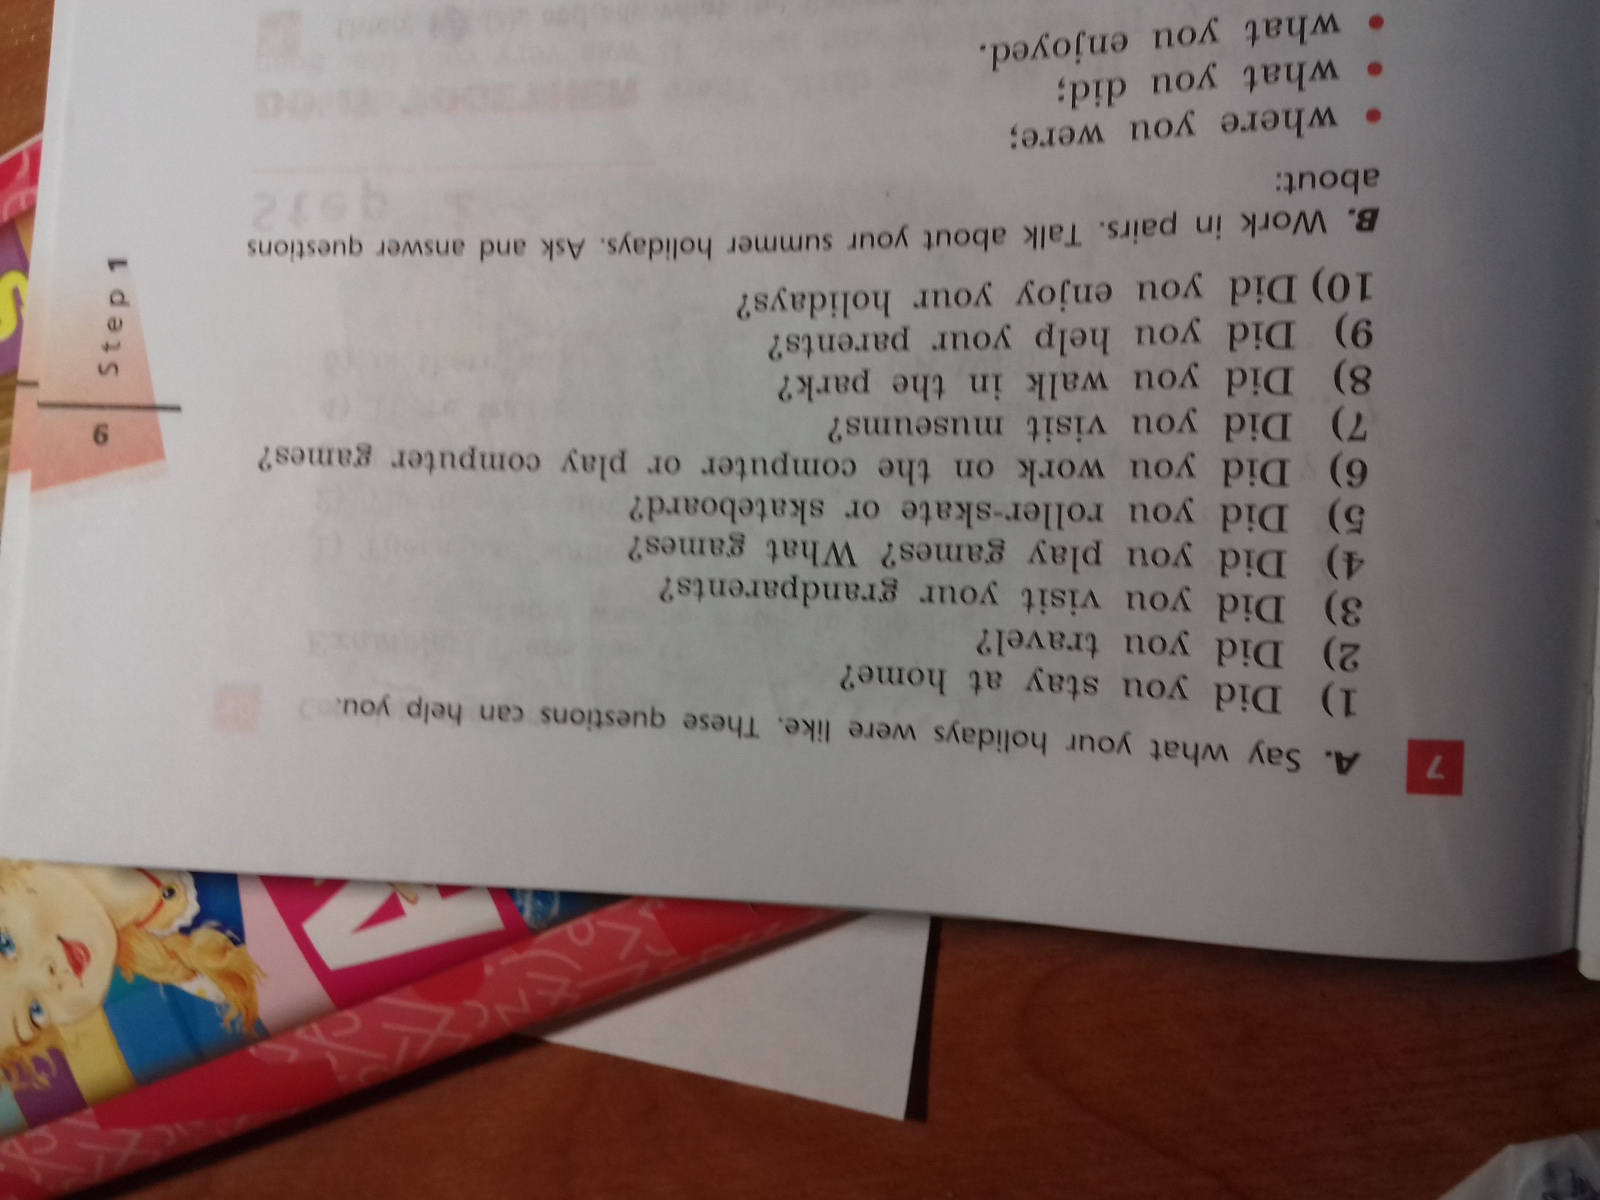 7
A. Say what your holidays were like. These questions can help you.
1) Did you stay at home?
2) Did you travel?
3) Did you visit your grandparents?
4) Did you play games? What games?
5) Did you roller-skate or skateboard?
6) Did you work on the computer or play computer games?
7) Did you visit museums?
8) Did you walk in the park?
9) Did you help your parents?
10) Did you enjoy your holidays?
B. Work in pairs. Talk about your summer holidays. Ask and answer questions
about:
• where you were;
• what you did;
• what you enjoyed.
9
Step 1